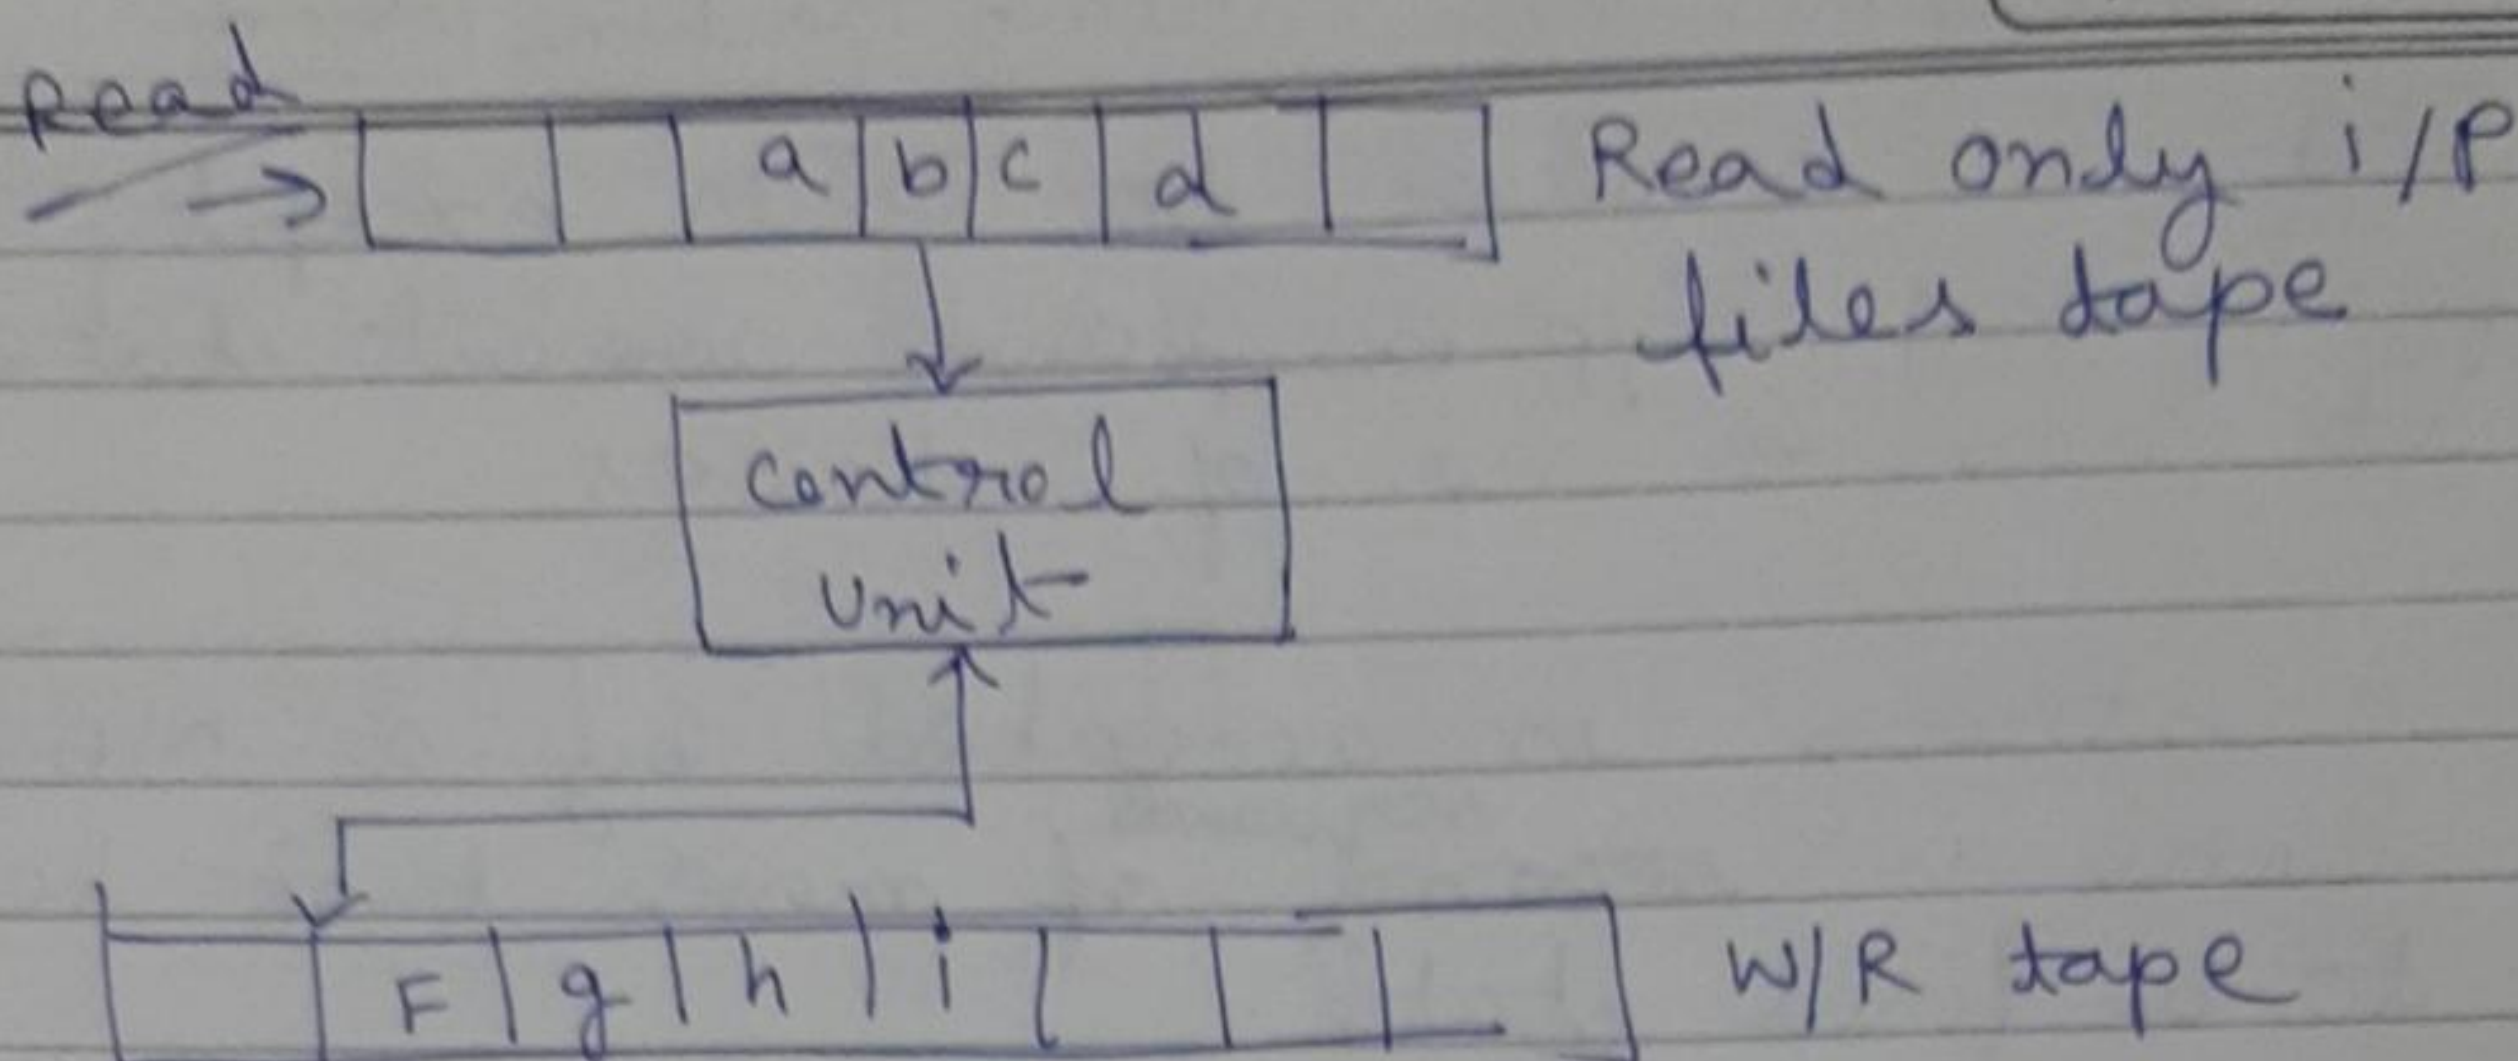 Read
a b c d Read only i/P
files tape
Control
Unit
F g h i W/R tape